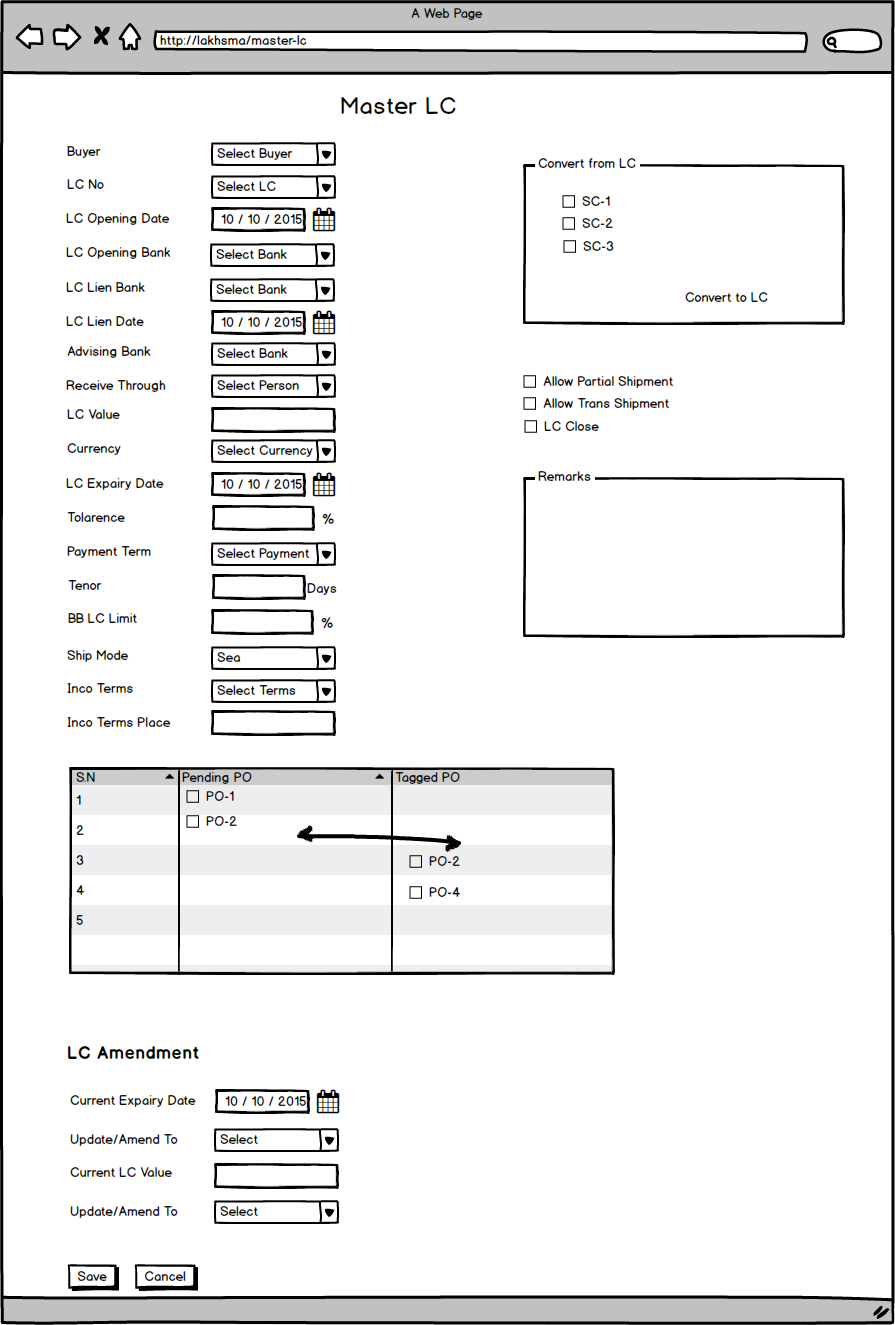 A Web Page
http://lakhsma/master-lc
Master LC
Buyer Select Buyer
LC No Select LC
LC Opening Date 10 / 10 / 2015
LC Opening Bank Select Bank
LC Lien Bank Select Bank
LC Lien Date 10 / 10 / 2015
Advising Bank Select Bank
Receive Through Select Person
LC Value
Currency Select Currency
LC Expairy Date 10 / 10 / 2015
Tolarence %
Payment Term Select Payment
Tenor Days
BB LC Limit %
Ship Mode Sea
Inco Terms Select Terms
Inco Terms Place
Convert from LC
SC-1
SC-2
SC-3
Convert to LC
Allow Partial Shipment
Allow Trans Shipment
LC Close
Remarks
S.N Pending PO Tagged PO
1 PO-1
2 PO-2
3 PO-2
4 PO-4
5
LC Amendment
Current Expairy Date 10 / 10 / 2015
Update/Amend To Select
Current LC Value
Update/Amend To Select
Save Cancel